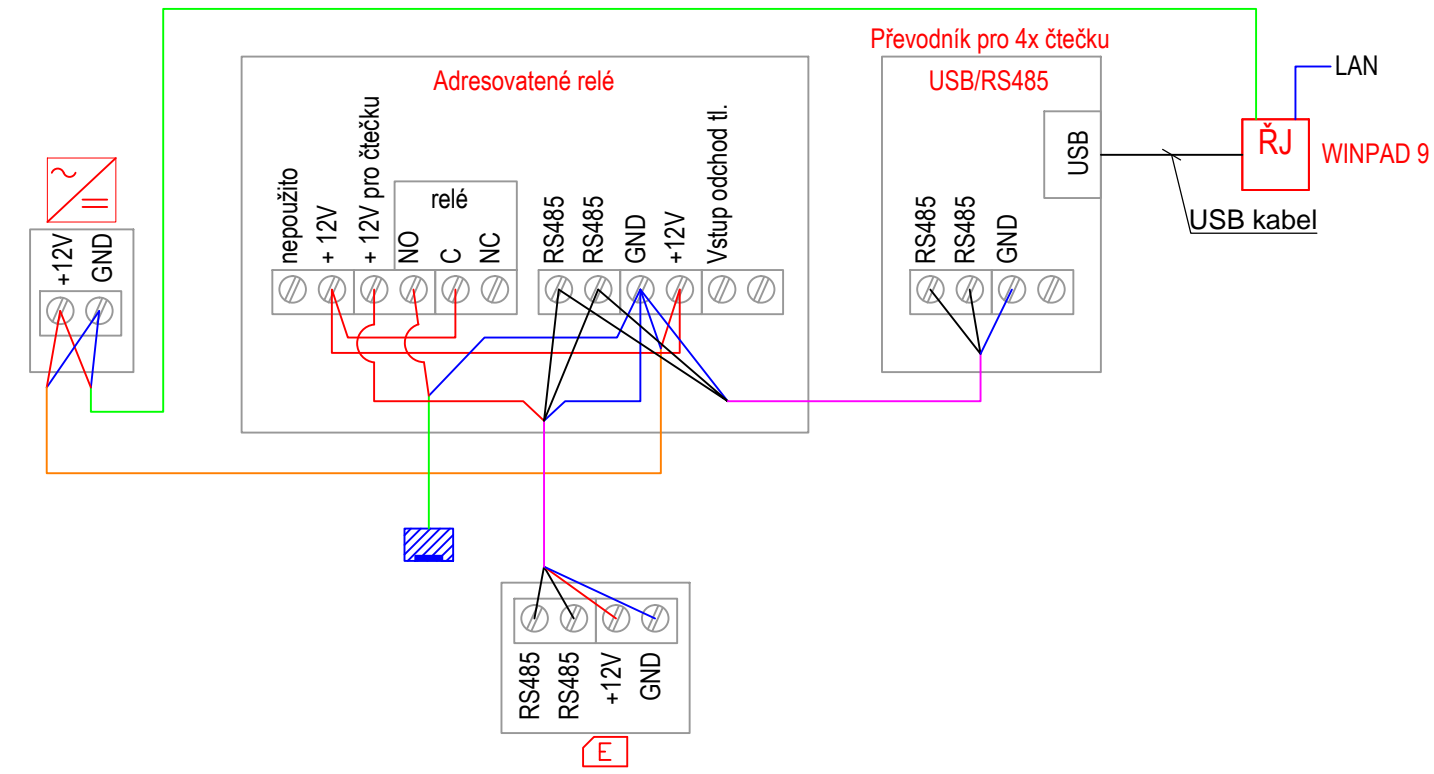 Převodník pro 4x čtečku
USB/RS485
Adresovatené relé
LAN
ŘJ
WINPAD 9
USB
USB kabel
nepoužito
+ 12V
+ 12V pro čtečku
relé
NO
C
NC
RS485
RS485
GND
+12V
Vstup odchod tl.
RS485
RS485
GND
+12V
GND
RS485
RS485
+12V
GND
E